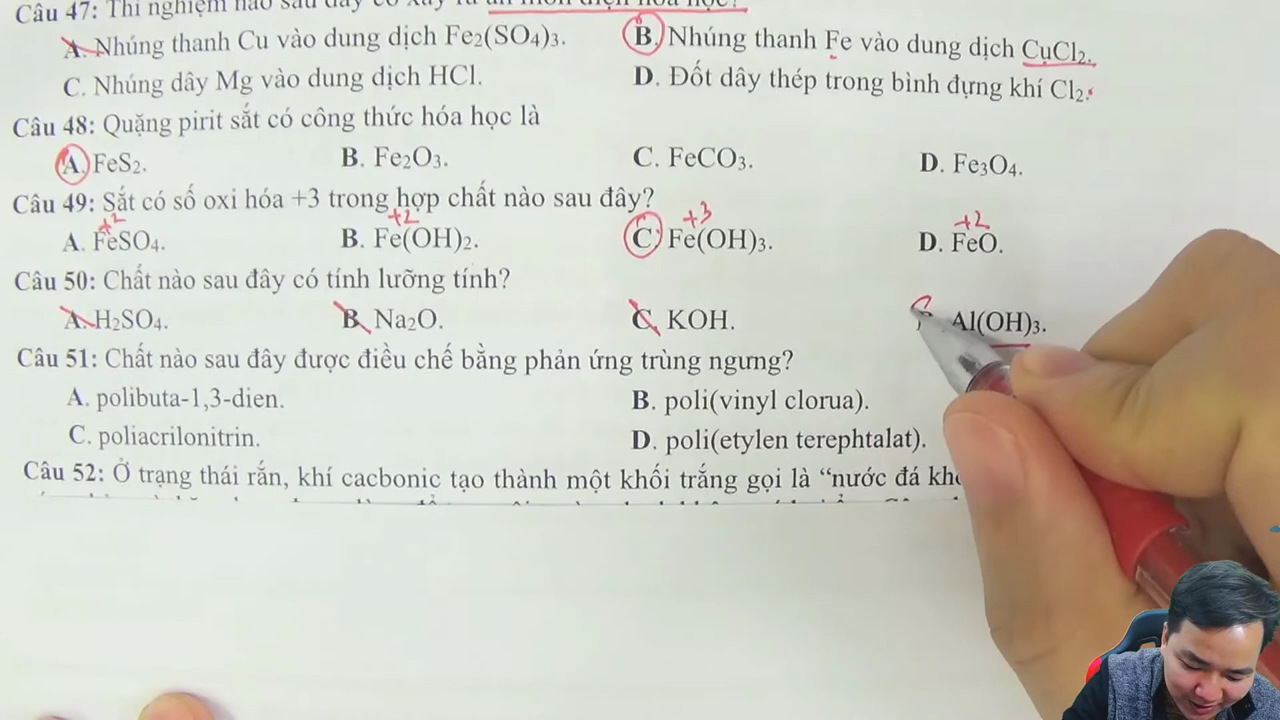 Câu 47: Thí nghiệm nào sau đây có xảy ra ăn mòn điện hóa học?
A. Nhúng thanh Cu vào dung dịch Fe2(SO4)3. B. Nhúng thanh Fe vào dung dịch CuCl2.
C. Nhúng dây Mg vào dung dịch HCl. D. Đốt dây thép trong bình đựng khí Cl2.
Câu 48: Quặng pirit sắt có công thức hóa học là
A. FeS2. B. Fe2O3. C. FeCO3. D. Fe3O4.
Câu 49: Sắt có số oxi hóa +3 trong hợp chất nào sau đây?
+2 +2 +3 +2
A. FeSO4. B. Fe(OH)2. C. Fe(OH)3. D. FeO.
Câu 50: Chất nào sau đây có tính lưỡng tính?
A. H2SO4. B. Na2O. C. KOH. Al(OH)3.
Câu 51: Chất nào sau đây được điều chế bằng phản ứng trùng ngưng?
A. polibuta-1,3-dien. B. poli(vinyl clorua).
C. poliacrilonitrin. D. poli(etylen terephtalat).
Câu 52: Ở trạng thái rắn, khí cacbonic tạo thành một khối trắng gọi là “nước đá